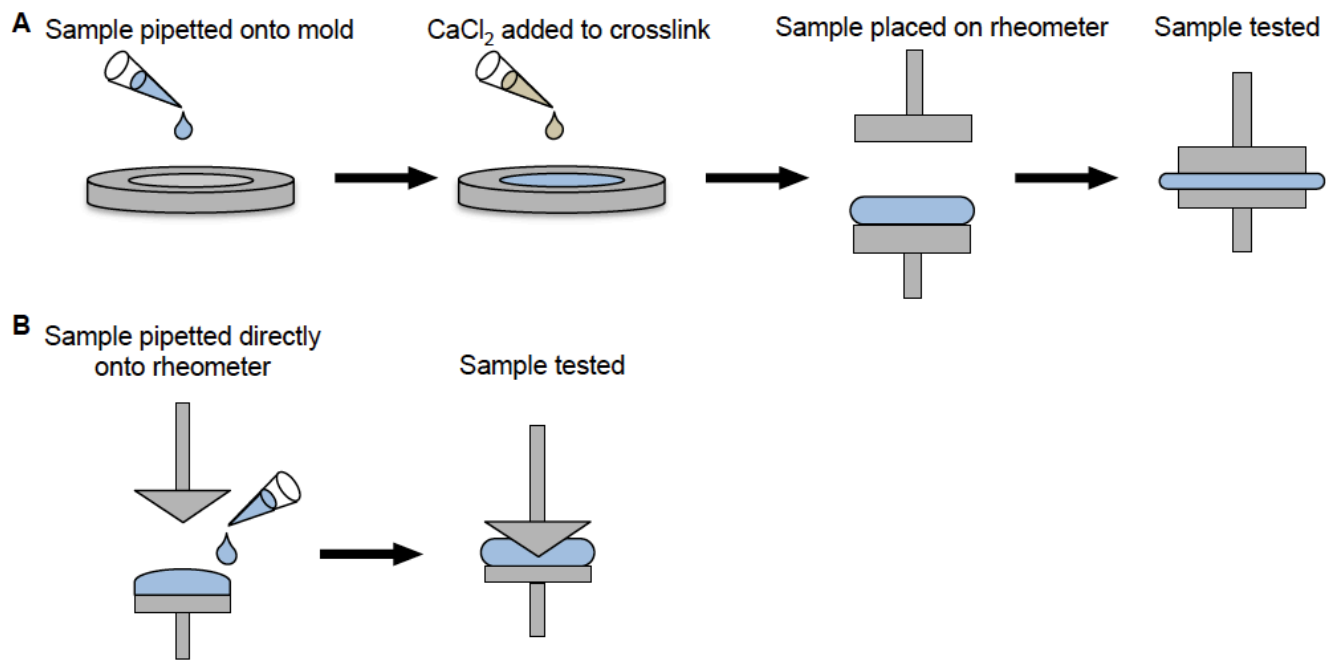 A
Sample pipetted onto mold
CaCl₂ added to crosslink
Sample placed on rheometer
Sample tested
B
Sample pipetted directly
onto rheometer
Sample tested